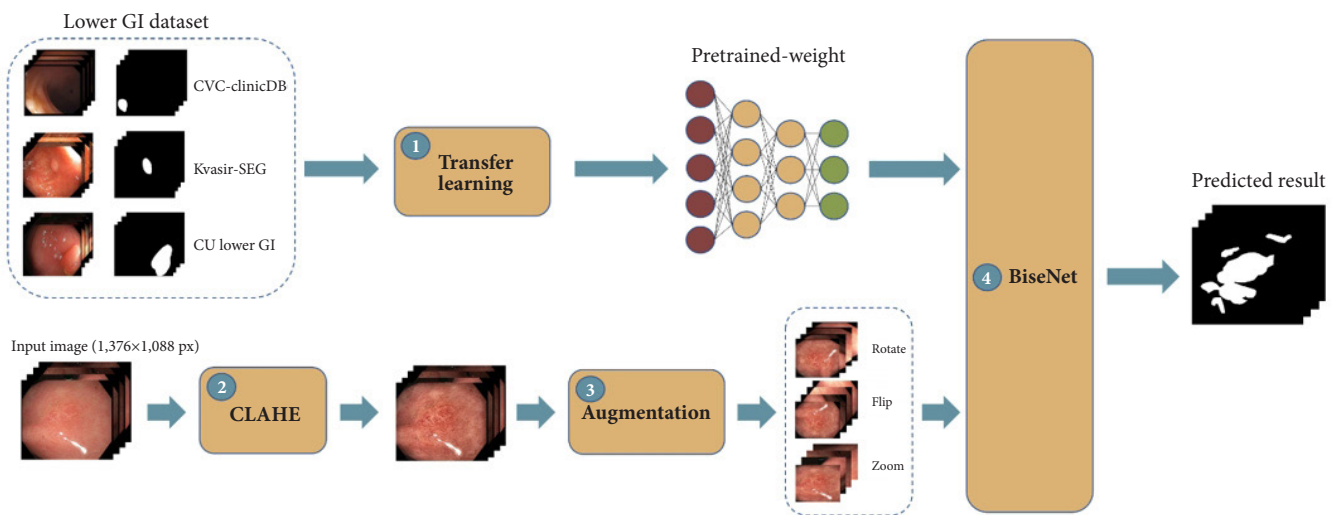 Lower GI dataset
CVC-clinicDB
Kvasir-SEG
CU lower GI
1
Transfer
learning
Pretrained-weight
Input image (1,376×1,088 px)
2
CLAHE
3
Augmentation
Rotate
Flip
Zoom
4 BiseNet
Predicted result